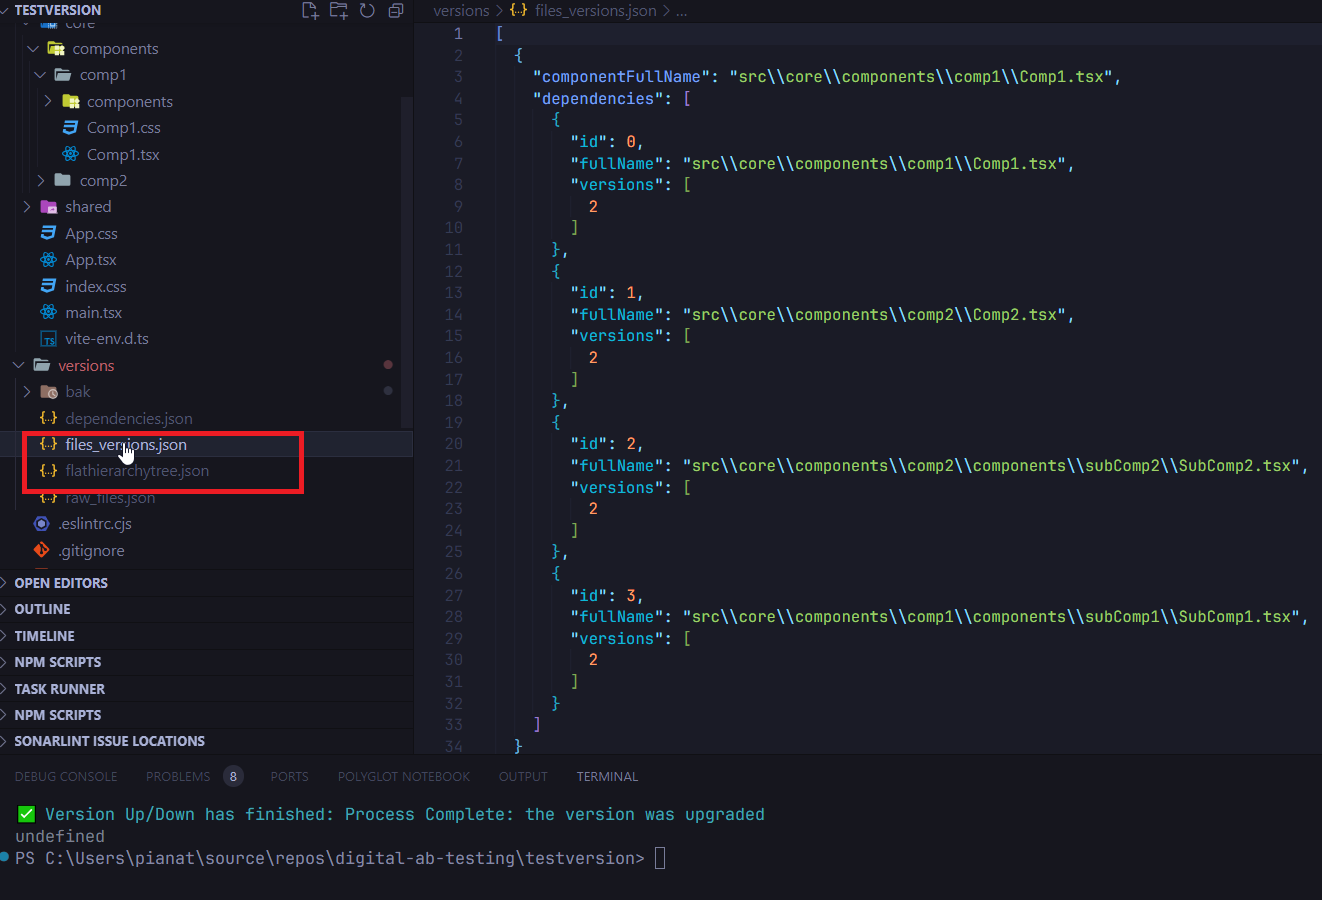 TESTVERSION
core
components
comp1
components
Comp1.css
Comp1.tsx
comp2
shared
App.css
App.tsx
index.css
main.tsx
TS vite-env.d.ts
versions
bak
{..} dependencies.json
{..} files_versions.json
{..} flathierarchytree.json
{..} raw_files.json
.eslintrc.cjs
.gitignore
OPEN EDITORS
OUTLINE
TIMELINE
NPM SCRIPTS
TASK RUNNER
NPM SCRIPTS
SONARLINT ISSUE LOCATIONS
versions > {..} files_versions.json > ...
1 [
2 {
3 "componentFullName": "src\\core\\components\\comp1\\Comp1.tsx",
4 "dependencies": [
5 {
6 "id": 0,
7 "fullName": "src\\core\\components\\comp1\\Comp1.tsx",
8 "versions": [
9 2
10 ]
11 },
12 {
13 "id": 1,
14 "fullName": "src\\core\\components\\comp2\\Comp2.tsx",
15 "versions": [
16 2
17 ]
18 },
19 {
20 "id": 2,
21 "fullName": "src\\core\\components\\comp2\\components\\subComp2\\SubComp2.tsx",
22 "versions": [
23 2
24 ]
25 },
26 {
27 "id": 3,
28 "fullName": "src\\core\\components\\comp1\\components\\subComp1\\SubComp1.tsx",
29 "versions": [
30 2
31 ]
32 }
33 ]
34 }
DEBUG CONSOLE PROBLEMS 8 PORTS POLYGLOT NOTEBOOK OUTPUT TERMINAL
✅ Version Up/Down has finished: Process Complete: the version was upgraded
undefined
PS C:\Users\pianat\source\repos\digital-ab-testing\testversion>